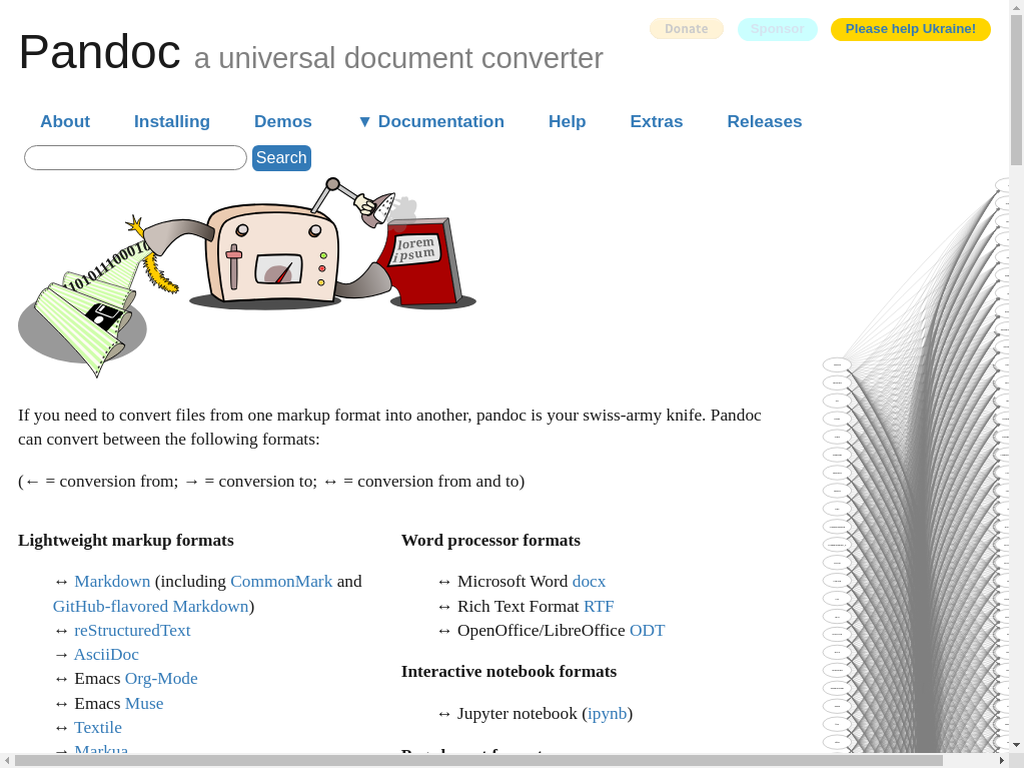 Donate Sponsor Please help Ukraine!
Pandoc a universal document converter
About Installing Demos ▼ Documentation Help Extras Releases
Search
1101011100010
lorem
ipsum
If you need to convert files from one markup format into another, pandoc is your swiss-army knife. Pandoc
can convert between the following formats:
(← = conversion from; → = conversion to; ↔ = conversion from and to)
Lightweight markup formats
↔ Markdown (including CommonMark and
GitHub-flavored Markdown)
↔ reStructuredText
→ AsciiDoc
↔ Emacs Org-Mode
↔ Emacs Muse
↔ Textile
→ Markua
Word processor formats
↔ Microsoft Word docx
↔ Rich Text Format RTF
↔ OpenOffice/LibreOffice ODT
Interactive notebook formats
↔ Jupyter notebook (ipynb)